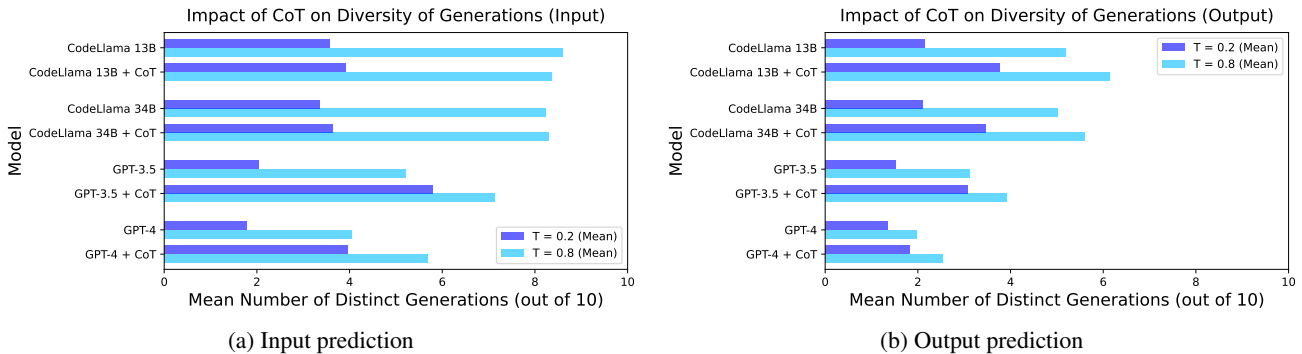 Impact of CoT on Diversity of Generations (Input)
Model
CodeLlama 13B
CodeLlama 13B + CoT
CodeLlama 34B
CodeLlama 34B + CoT
GPT-3.5
GPT-3.5 + CoT
GPT-4
GPT-4 + CoT
T = 0.2 (Mean)
T = 0.8 (Mean)
0 2 4 6 8 10
Mean Number of Distinct Generations (out of 10)
(a) Input prediction
Impact of CoT on Diversity of Generations (Output)
Model
CodeLlama 13B
CodeLlama 13B + CoT
CodeLlama 34B
CodeLlama 34B + CoT
GPT-3.5
GPT-3.5 + CoT
GPT-4
GPT-4 + CoT
T = 0.2 (Mean)
T = 0.8 (Mean)
0 2 4 6 8 10
Mean Number of Distinct Generations (out of 10)
(b) Output prediction